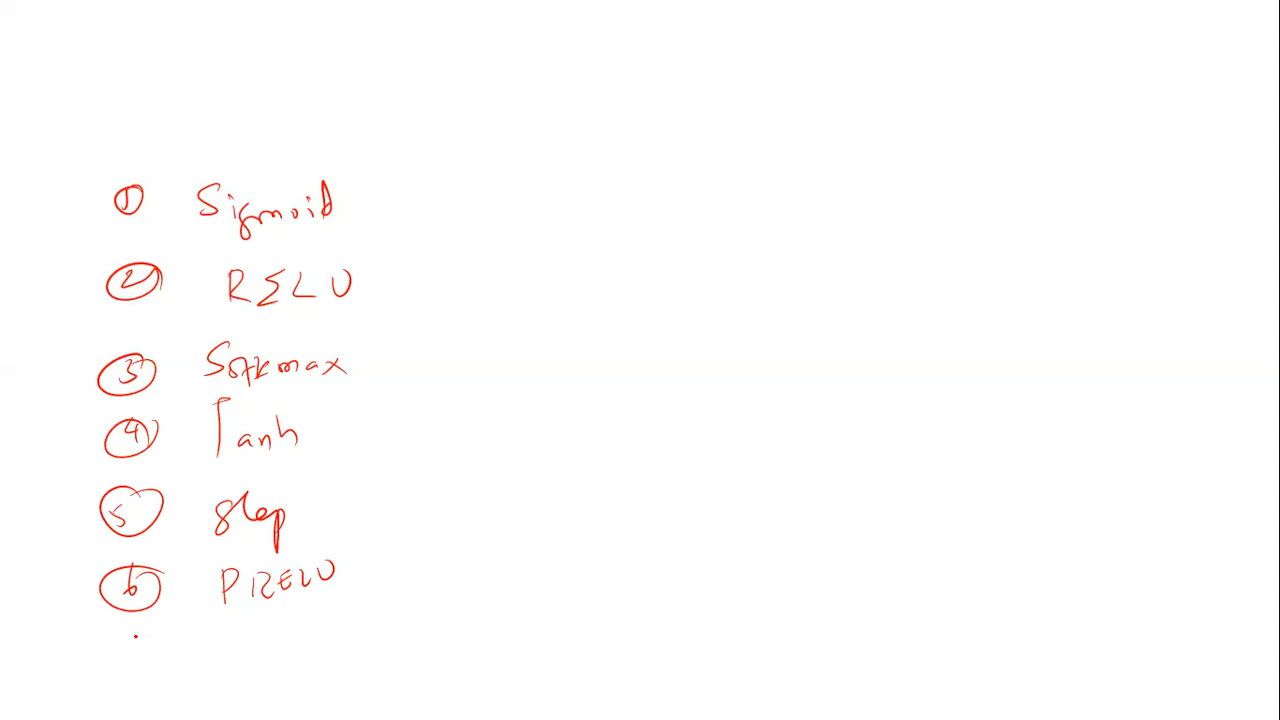 ① Sigmoid
② RELU
③ Softmax
④ Tanh
⑤ Step
⑥ PRELU